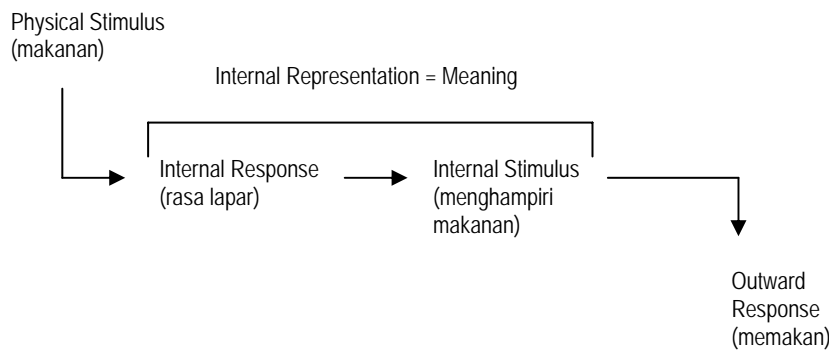 Physical Stimulus
(makanan)
Internal Representation = Meaning
Internal Response
(rasa lapar)
Internal Stimulus
(menghampiri
makanan)
Outward
Response
(memakan)